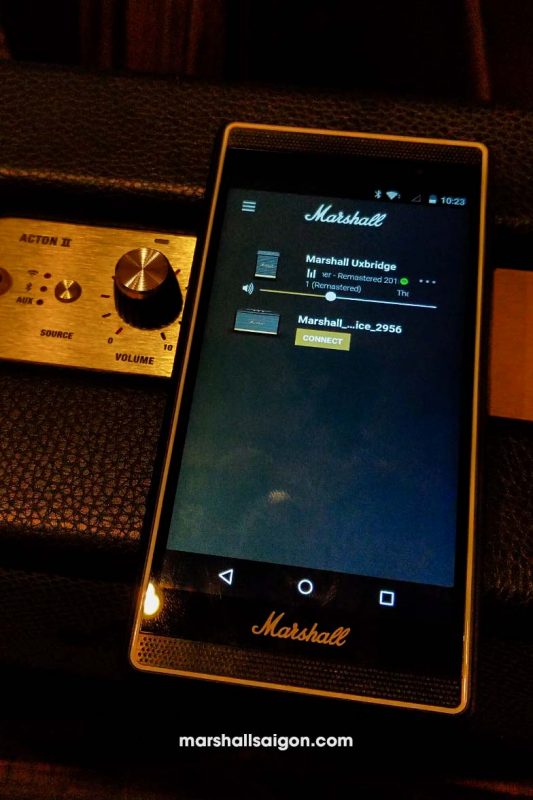 10:23
Marshall
ACTON II
Marshall Uxbridge
- Remastered 201
1 (Remastered)
AUX
SOURCE
0
10
VOLUME
Marshall_...ice_2956
CONNECT
Marshall
marshallsaigon.com